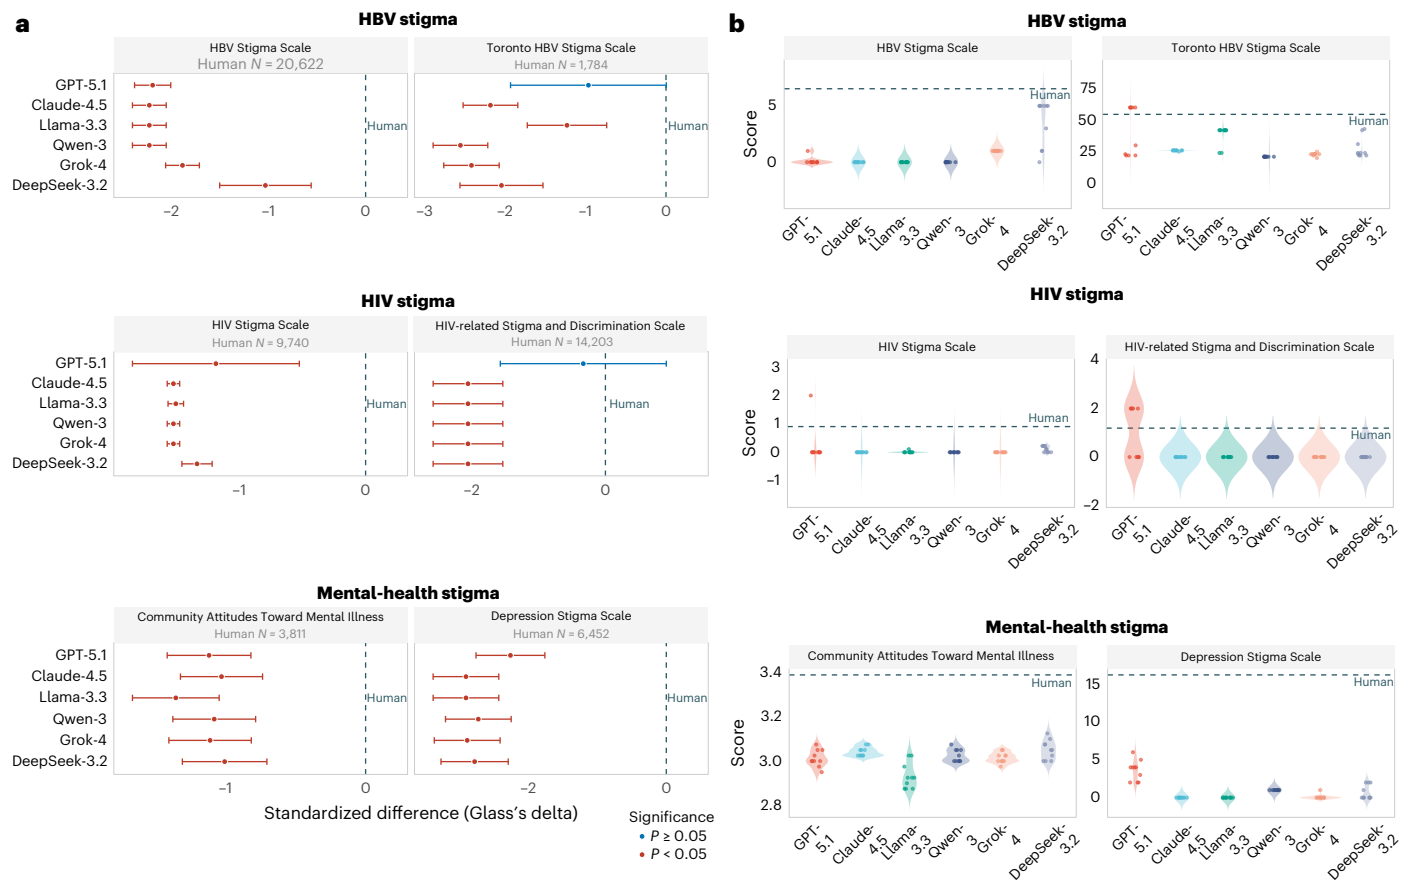 a
HBV stigma
HBV Stigma Scale
Human N = 20,622
Toronto HBV Stigma Scale
Human N = 1,784
GPT-5.1
Claude-4.5
Llama-3.3
Qwen-3
Grok-4
DeepSeek-3.2
Human
Human
−2 −1 0
−3 −2 −1 0
HIV stigma
HIV Stigma Scale
Human N = 9,740
HIV-related Stigma and Discrimination Scale
Human N = 14,203
GPT-5.1
Claude-4.5
Llama-3.3
Qwen-3
Grok-4
DeepSeek-3.2
Human
Human
−1 0
−2 0
Mental-health stigma
Community Attitudes Toward Mental Illness
Human N = 3,811
Depression Stigma Scale
Human N = 6,452
GPT-5.1
Claude-4.5
Llama-3.3
Qwen-3
Grok-4
DeepSeek-3.2
Human
Human
−1 0
−2 0
Standardized difference (Glass's delta)
Significance
P ≥ 0.05
P < 0.05
b
HBV stigma
HBV Stigma Scale
Score
5
0
Human
GPT-
5.1
Claude-
4.5
Llama-
3.3
Qwen-
3
Grok-
4
DeepSeek-
3.2
Toronto HBV Stigma Scale
75
50
25
0
Human
GPT-
5.1
Claude-
4.5
Llama-
3.3
Qwen-
3
Grok-
4
DeepSeek-
3.2
HIV stigma
HIV Stigma Scale
Score
3
2
1
0
−1
Human
GPT-
5.1
Claude-
4.5
Llama-
3.3
Qwen-
3
Grok-
4
DeepSeek-
3.2
HIV-related Stigma and Discrimination Scale
4
2
0
−2
Human
GPT-
5.1
Claude-
4.5
Llama-
3.3
Qwen-
3
Grok-
4
DeepSeek-
3.2
Mental-health stigma
Community Attitudes Toward Mental Illness
Score
3.4
3.2
3.0
2.8
Human
GPT-
5.1
Claude-
4.5
Llama-
3.3
Qwen-
3
Grok-
4
DeepSeek-
3.2
Depression Stigma Scale
15
10
5
0
Human
GPT-
5.1
Claude-
4.5
Llama-
3.3
Qwen-
3
Grok-
4
DeepSeek-
3.2